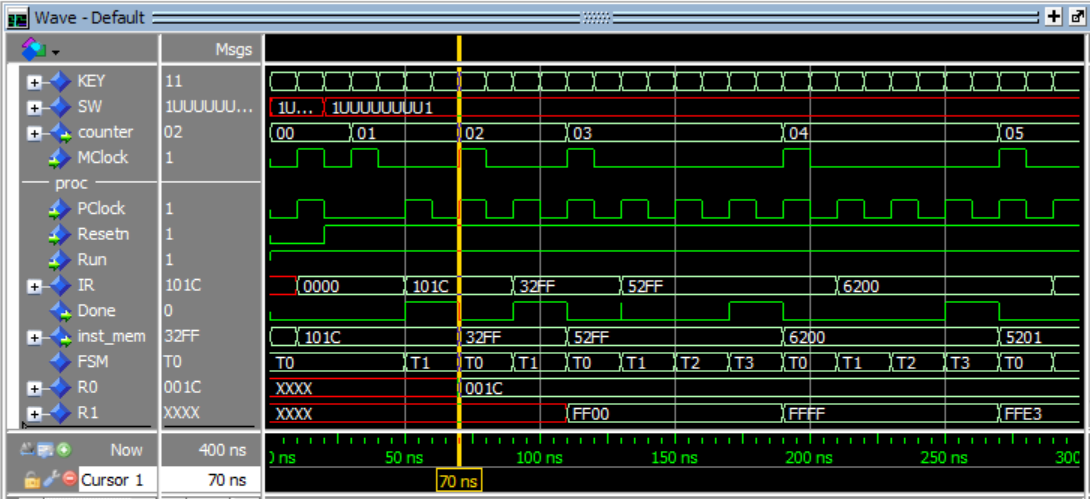 Wave - Default
Msgs
KEY 11
SW 1UUUUUU... 1U... 1UUUUUUUU1
counter 02 00 01 02 03 04 05
MClock 1
proc
PClock 1
Resetn 1
Run 1
IR 101C 0000 101C 32FF 52FF 6200
Done 0
inst_mem 32FF 101C 32FF 52FF 6200 5201
FSM T0 T0 T1 T0 T1 T0 T1 T2 T3 T0 T1 T2 T3 T0
R0 001C XXXX 001C
R1 XXXX XXXX FF00 FFFF FFE3
Now 400 ns 50 ns 100 ns 150 ns 200 ns 250 ns
Cursor 1 70 ns 70 ns